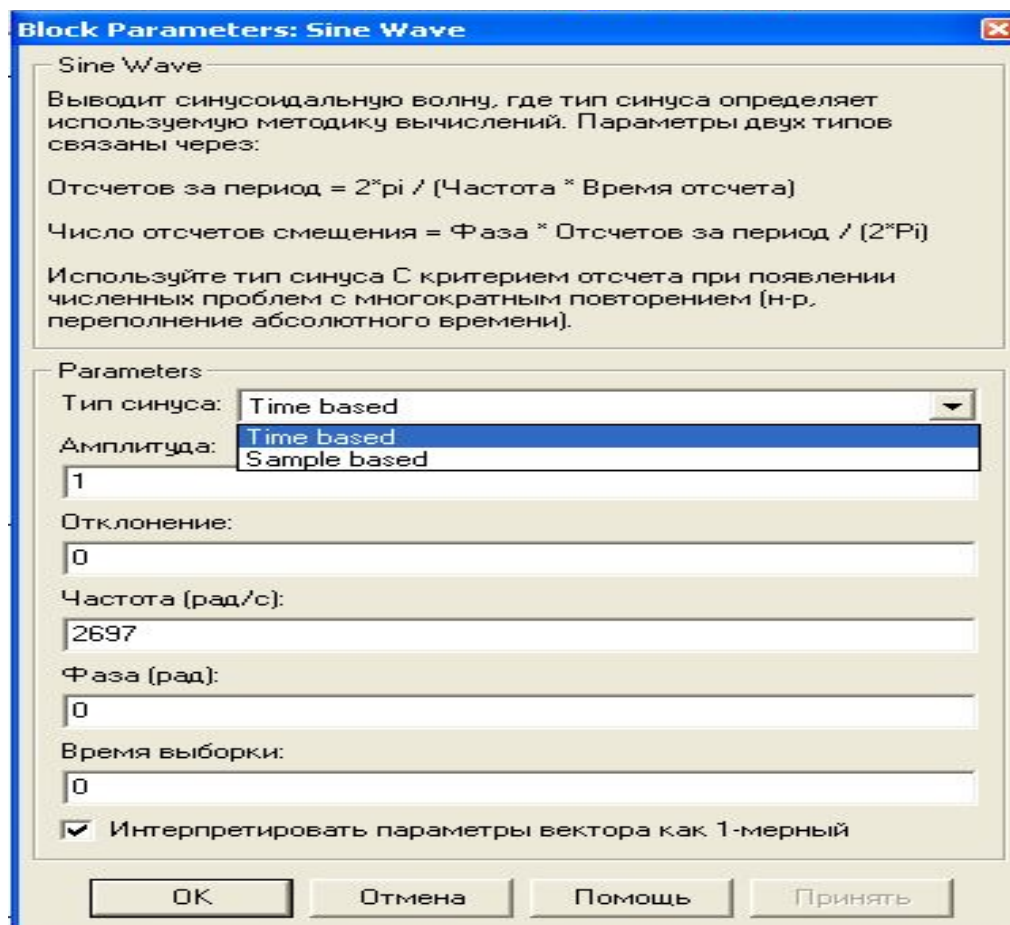 Block Parameters: Sine Wave
Sine Wave
Выводит синусоидальную волну, где тип синуса определяет
используемую методику вычислений. Параметры двух типов
связаны через:
Отсчетов за период = 2*pi / (Частота * Время отсчета)
Число отсчетов смещения = Фаза * Отсчетов за период / (2*Pi)
Используйте тип синуса С критерием отсчета при появлении
численных проблем с многократным повторением (н-р,
переполнение абсолютного времени).
Parameters
Тип синуса: Time based
Time based
Амплитуда:
Sample based
1
Отклонение:
0
Частота (рад/с):
2697
Фаза (рад):
0
Время выборки:
0
Интерпретировать параметры вектора как 1-мерный
OK Отмена Помощь Принять